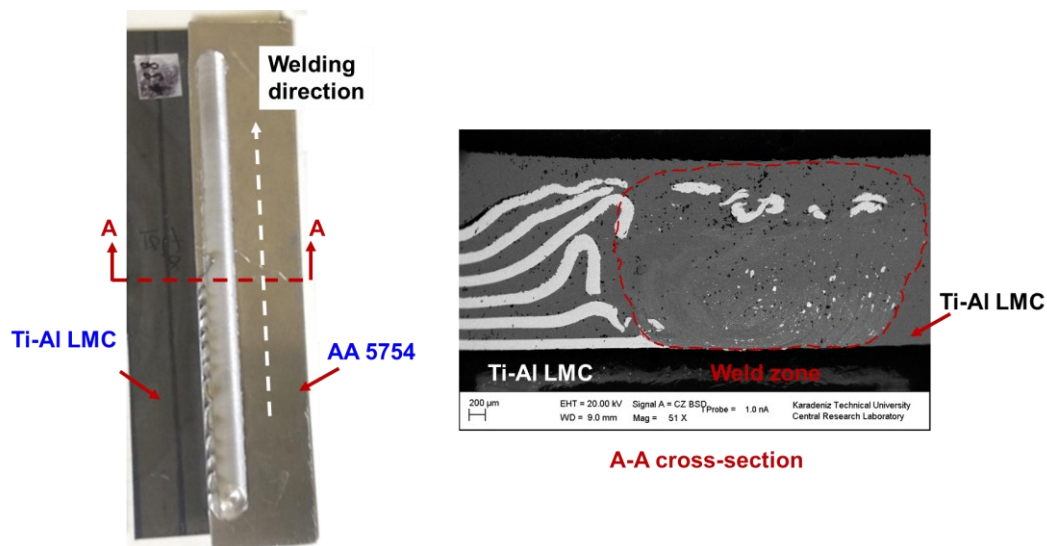 Welding
direction
A A
Ti-Al LMC
AA 5754
Ti-Al LMC
Ti-Al LMC Weld zone
200 µm
EHT = 20.00 kV Signal A = CZ BSD I Probe = 1.0 nA Karadeniz Technical University
WD = 9.0 mm Mag = 51 X Central Research Laboratory
A-A cross-section